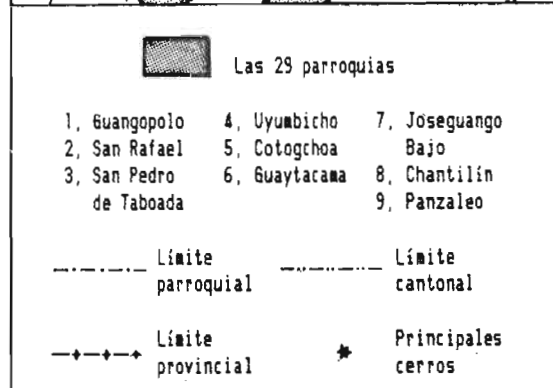 Las 29 parroquias
1, Guangopolo
2, San Rafael
3, San Pedro
de Taboada
4, Uyumbicho
5, Cotogchoa
6, Guaytacama
7, Joseguango
Bajo
8, Chantilín
9, Panzaleo
Límite
parroquial
Límite
cantonal
Límite
provincial
Principales
cerros